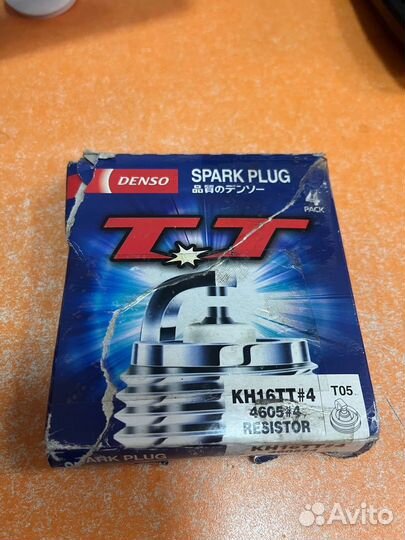 DENSO
SPARK PLUG
品質のデンソー
4
PACK
T.T
KH16TT#4
4605#4
RESISTOR
T05
SPARK PLUG
Avito